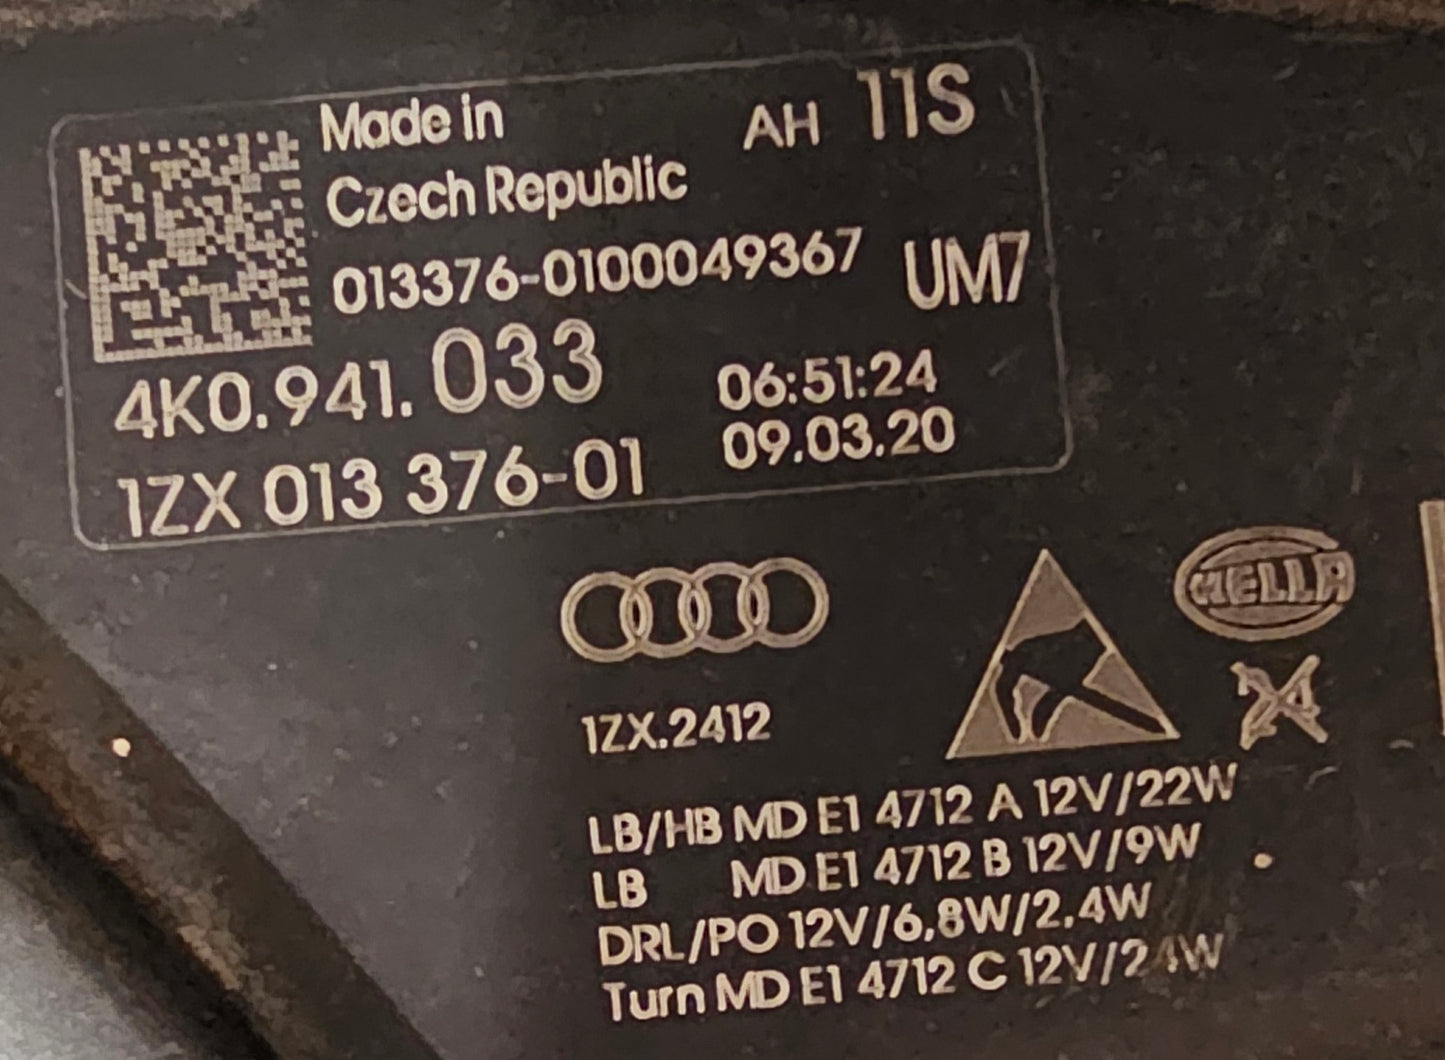 Made in
Czech Republic
AH 11S
013376-0100049367
UM7
4K0.941.033
06:51:24
1ZX 013 376-01
09.03.20
HELLA
24
1ZX.2412
LB/HB MD E1 4712 A 12V/22W
LB MD E1 4712 B 12V/9W
DRL/PO 12V/6,8W/2,4W
Turn MD E1 4712 C 12V/24W